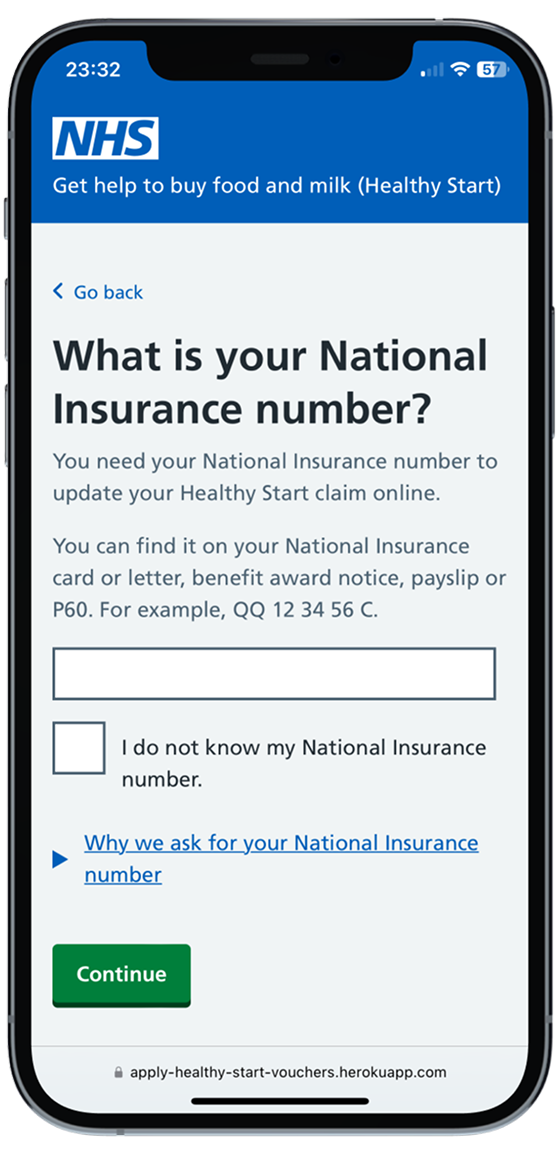 23:32
57
NHS
Get help to buy food and milk (Healthy Start)
Go back
What is your National
Insurance number?
You need your National Insurance number to
update your Healthy Start claim online.
You can find it on your National Insurance
card or letter, benefit award notice, payslip or
P60. For example, QQ 12 34 56 C.
I do not know my National Insurance
number.
Why we ask for your National Insurance
number
Continue
apply-healthy-start-vouchers.herokuapp.com